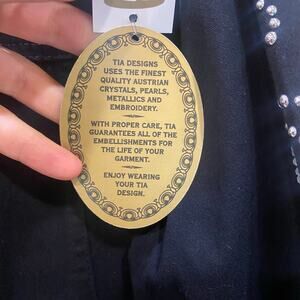 TIA DESIGNS
USES THE FINEST
QUALITY AUSTRIAN
CRYSTALS, PEARLS,
METALLICS AND
EMBROIDERY.
WITH PROPER CARE, TIA
GUARANTEES ALL OF THE
EMBELLISHMENTS FOR
THE LIFE OF YOUR
GARMENT.
ENJOY WEARING
YOUR TIA
DESIGN.